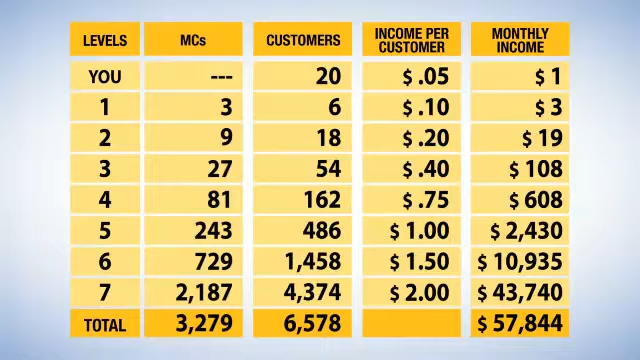 LEVELS MCs CUSTOMERS INCOME PER CUSTOMER MONTHLY INCOME
YOU --- 20 $ .05 $ 1
1 3 6 $ .10 $ 3
2 9 18 $ .20 $ 19
3 27 54 $ .40 $ 108
4 81 162 $ .75 $ 608
5 243 486 $ 1.00 $ 2,430
6 729 1,458 $ 1.50 $ 10,935
7 2,187 4,374 $ 2.00 $ 43,740
TOTAL 3,279 6,578 $ 57,844